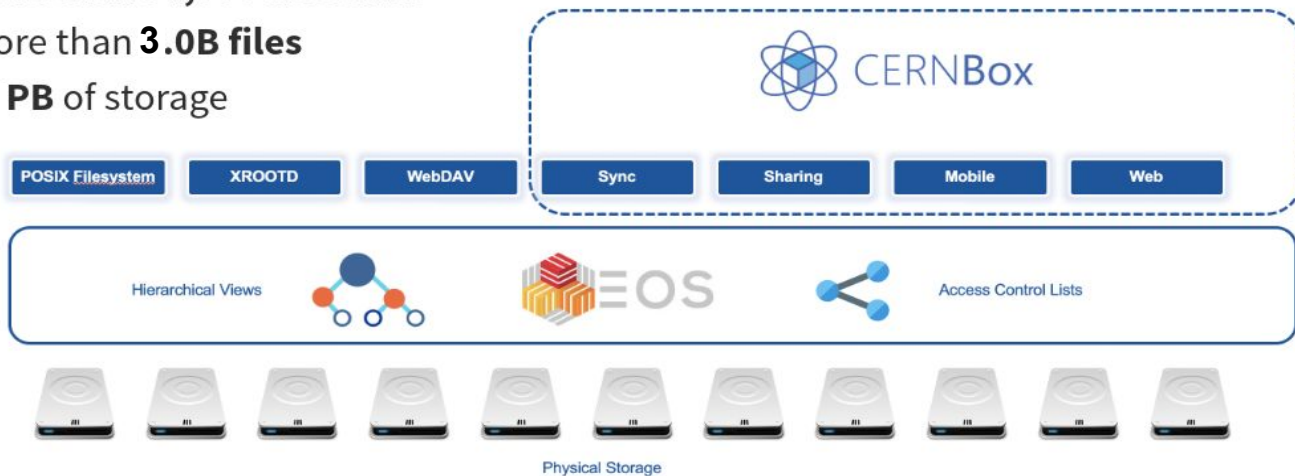 ore than 3.0B files
PB of storage
CERNBox
POSIX Filesystem
XROOTD
WebDAV
Sync
Sharing
Mobile
Web
Hierarchical Views
EOS
Access Control Lists
Physical Storage